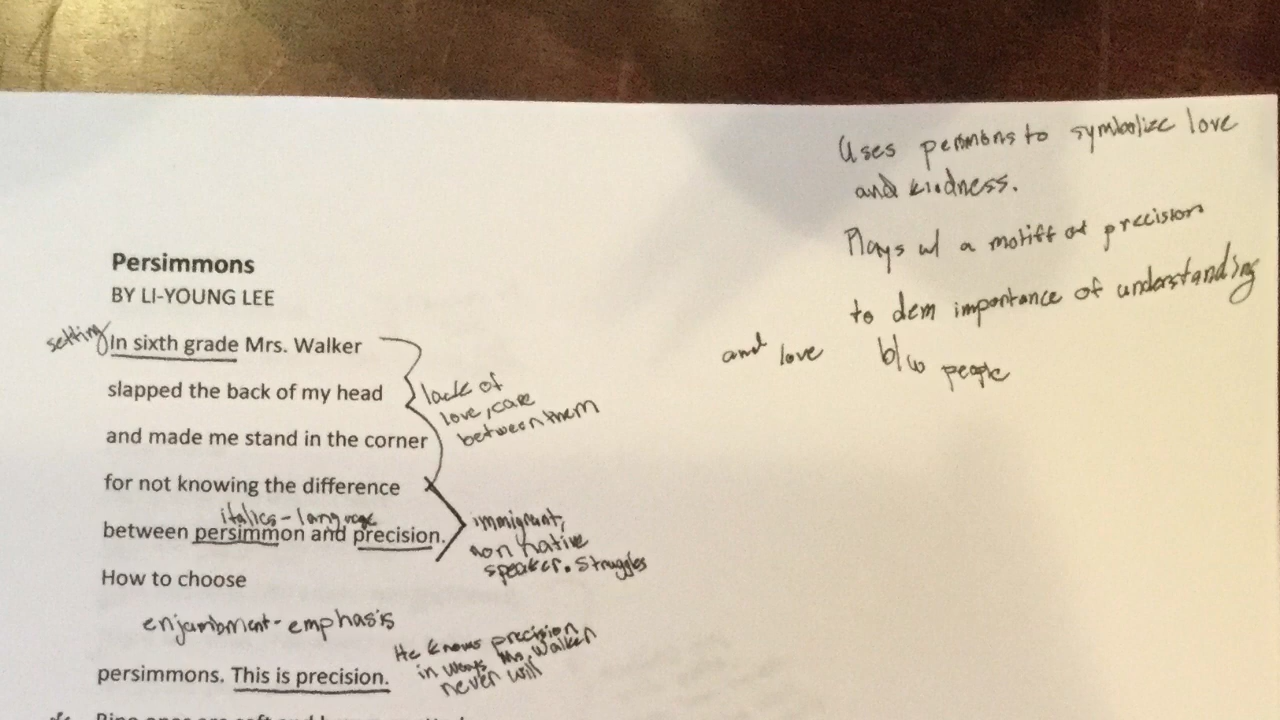 Uses pemmons to symbolize love
and kindness.
Plays w/ a motiff of precision
to dem importance of understanding
and love b/w people
Persimmons
BY LI-YOUNG LEE
setting
In sixth grade Mrs. Walker
slapped the back of my head
lack of
love, care
between them
and made me stand in the corner
for not knowing the difference
italics - language
between persimmon and precision.
immigrant,
non native
speaker. Struggles
How to choose
enjambment - emphasis
He knows precision
in ways Ms. Walker
never will
persimmons. This is precision.